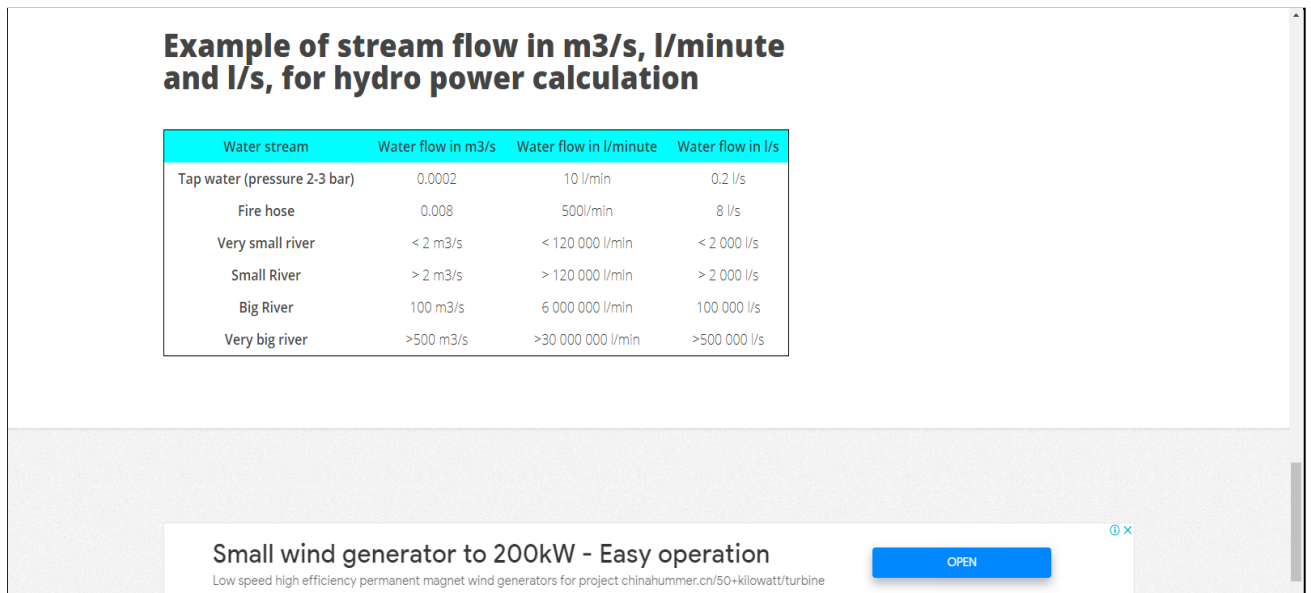 Example of stream flow in m3/s, l/minute
and l/s, for hydro power calculation
Water stream Water flow in m3/s Water flow in l/minute Water flow in l/s
Tap water (pressure 2-3 bar) 0.0002 10 l/min 0.2 l/s
Fire hose 0.008 500l/min 8 l/s
Very small river < 2 m3/s < 120 000 l/min < 2 000 l/s
Small River > 2 m3/s > 120 000 l/min > 2 000 l/s
Big River 100 m3/s 6 000 000 l/min 100 000 l/s
Very big river >500 m3/s >30 000 000 l/min >500 000 l/s
Small wind generator to 200kW - Easy operation
OPEN
Low speed high efficiency permanent magnet wind generators for project chinahummer.cn/50+kilowatt/turbine